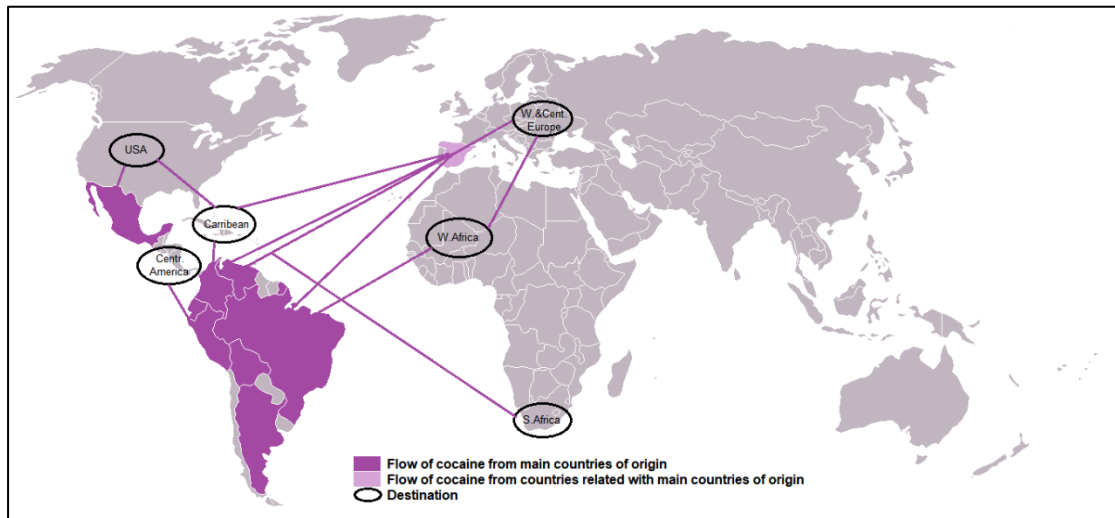 W.&Cent.
Europe
USA
Carribean
W.Africa
Centr.
America
S.Africa
Flow of cocaine from main countries of origin
Flow of cocaine from countries related with main countries of origin
Destination